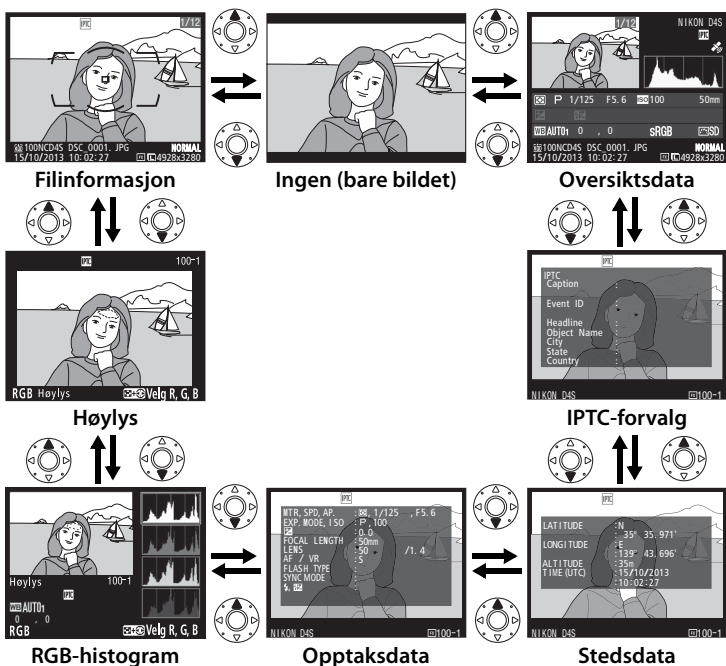 IPTC 1/12
100NCD4S DSC_0001. JPG NORMAL
15/10/2013 10:02:27 4928x3280
Filinformasjon
Ingen (bare bildet)
1/12 NIKON D4S
IPTC
P 1/125 F5.6 ISO 100 50mm
WB AUTO1 0 , 0 sRGB SD
100NCD4S DSC_0001. JPG NORMAL
15/10/2013 10:02:27 4928x3280
Oversiktsdata
IPTC 100-1
RGB Høylys Velg R, G, B
Høylys
IPTC
IPTC
Caption :
Event ID :
Headline :
Object Name :
City :
State :
Country :
NIKON D4S 100-1
IPTC-forvalg
Høylys 100-1
IPTC
WB AUTO1
0 , 0
RGB Velg R, G, B
RGB-histogram
IPTC
MTR, SPD, AP. : , 1/125 , F5.6
EXP. MODE, ISO : P , 100
: 0.0
FOCAL LENGTH : 50mm
LENS : 50 /1.4
AF / VR : S
FLASH TYPE :
SYNC MODE :
:
NIKON D4S 100-1
Opptaksdata
IPTC
LATITUDE : N
: 35° 35.971'
LONGITUDE : E
: 139° 43.696'
ALTITUDE : 35m
TIME (UTC) : 15/10/2013
: 10:02:27
NIKON D4S 100-1
Stedsdata